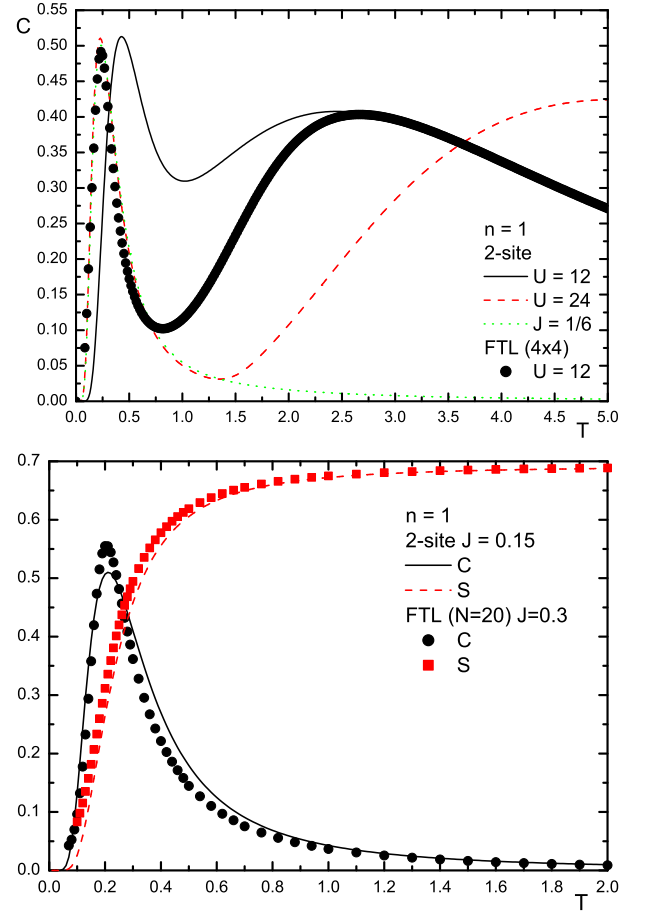 C
0.55
0.50
0.45
0.40
0.35
0.30
0.25
0.20
0.15
0.10
0.05
0.00
n = 1
2-site
U = 12
U = 24
J = 1/6
FTL (4x4)
U = 12
0.0 0.5 1.0 1.5 2.0 2.5 3.0 3.5 4.0 4.5 5.0
T
0.7
0.6
0.5
0.4
0.3
0.2
0.1
0.0
n = 1
2-site J = 0.15
C
S
FTL (N=20) J=0.3
C
S
0.0 0.2 0.4 0.6 0.8 1.0 1.2 1.4 1.6 1.8 2.0
T